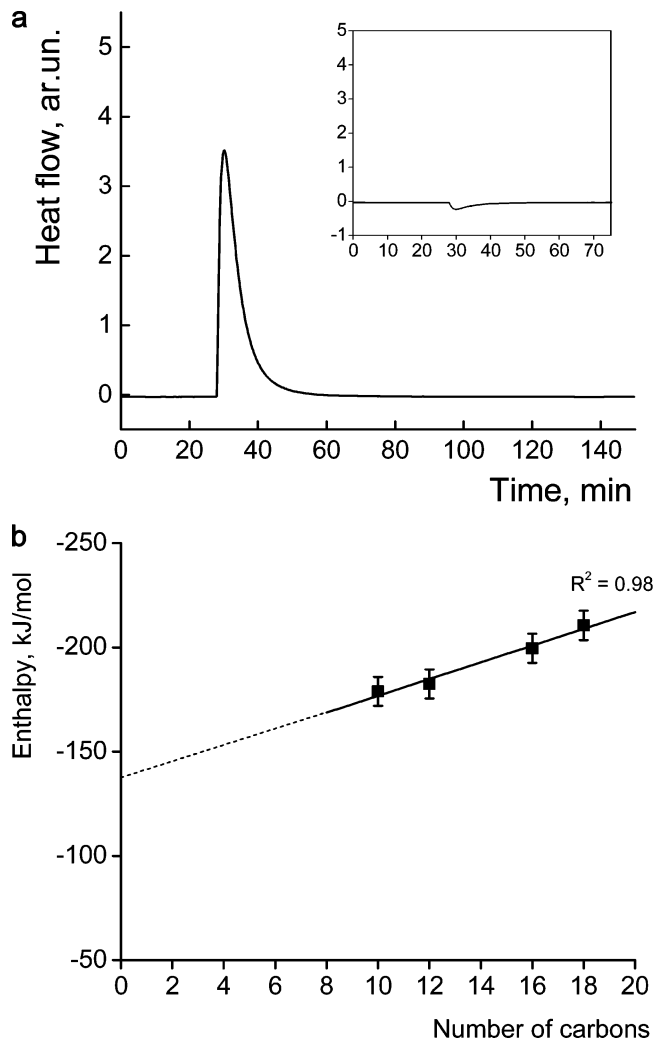 a
Heat flow, ar.un.
5
4
3
2
1
0
0 20 40 60 80 100 120 140
Time, min
5
4
3
2
1
0
-1
0 10 20 30 40 50 60 70
b
Enthalpy, kJ/mol
-250
-200
-150
-100
-50
R² = 0.98
0 2 4 6 8 10 12 14 16 18 20
Number of carbons